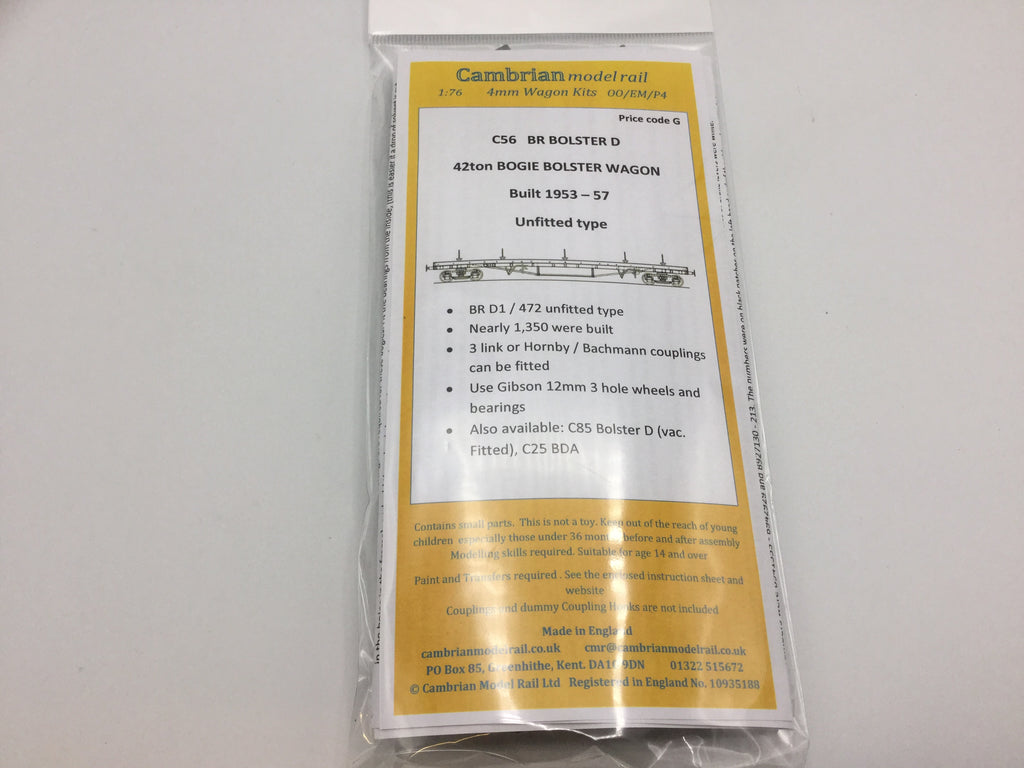 Cambrian model rail
1:76 4mm Wagon Kits OO/EM/P4
Price code G
C56 BR BOLSTER D
42ton BOGIE BOLSTER WAGON
Built 1953 – 57
Unfitted type
• BR D1 / 472 unfitted type
• Nearly 1,350 were built
• 3 link or Hornby / Bachmann couplings
can be fitted
• Use Gibson 12mm 3 hole wheels and
bearings
• Also available: C85 Bolster D (vac.
Fitted), C25 BDA
Contains small parts. This is not a toy. Keep out of the reach of young
children especially those under 36 months before and after assembly
Modelling skills required. Suitable for age 14 and over
Paint and Transfers required . See the enclosed instruction sheet and
website
Couplings and dummy Coupling Hooks are not included
Made in England
cambrianmodelrail.co.uk cmr@cambrianmodelrail.co.uk
PO Box 85, Greenhithe, Kent. 9DN 01322 515672
© Cambrian Model Rail Ltd Registered in England No. 10935188